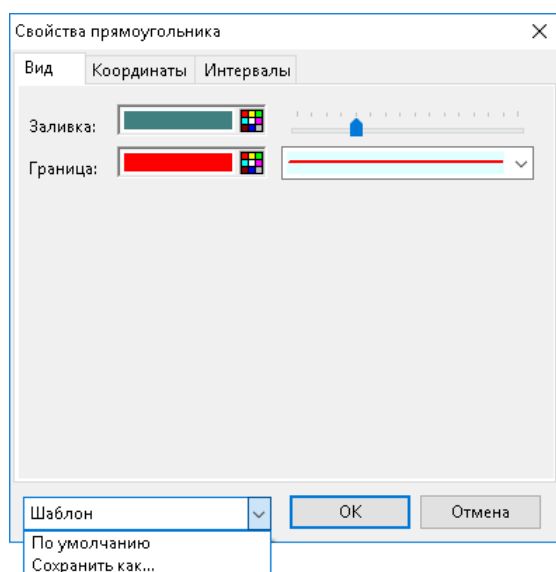 Свойства прямоугольника
Вид Координаты Интервалы
Заливка:
Граница:
Шаблон OK Отмена
По умолчанию
Сохранить как...